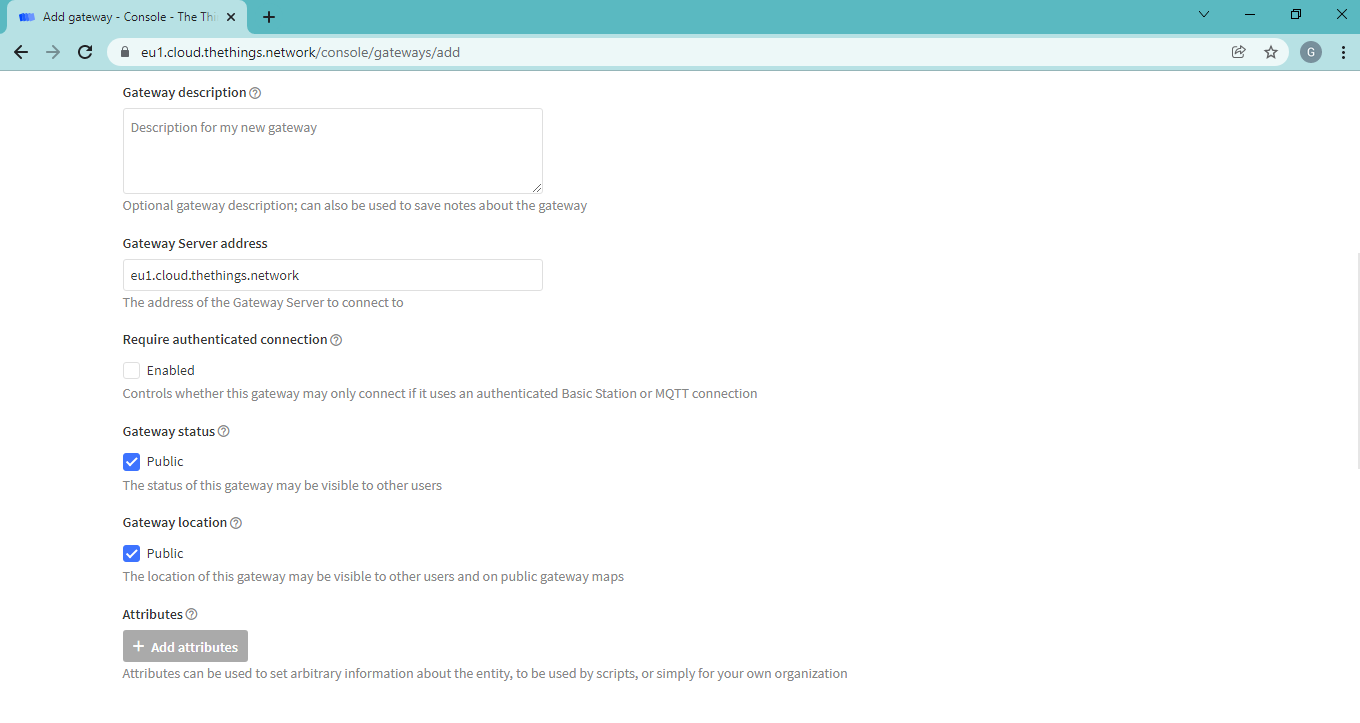 Add gateway - Console - The Thi
eu1.cloud.thethings.network/console/gateways/add
G
Gateway description
Description for my new gateway
Optional gateway description; can also be used to save notes about the gateway
Gateway Server address
eu1.cloud.thethings.network
The address of the Gateway Server to connect to
Require authenticated connection
Enabled
Controls whether this gateway may only connect if it uses an authenticated Basic Station or MQTT connection
Gateway status
Public
The status of this gateway may be visible to other users
Gateway location
Public
The location of this gateway may be visible to other users and on public gateway maps
Attributes
+ Add attributes
Attributes can be used to set arbitrary information about the entity, to be used by scripts, or simply for your own organization